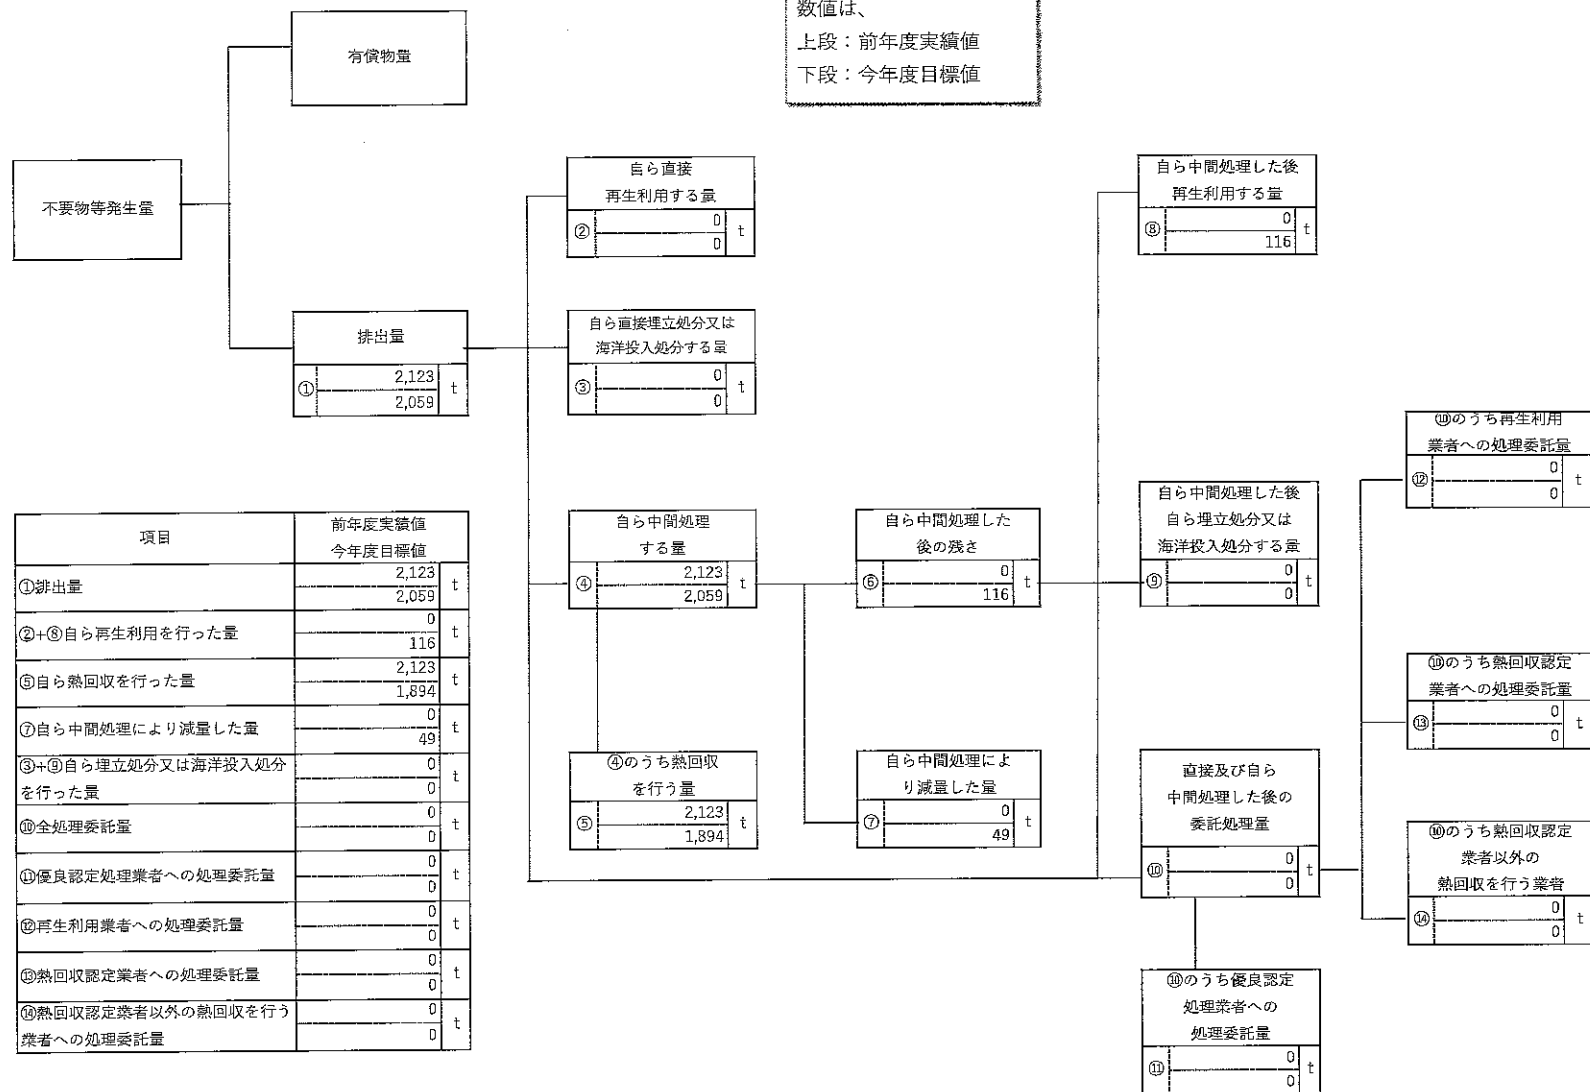 数値は、
上段：前年度実績値
下段：今年度目標値
有償物量
不要物等発生量
排出量
① 2,123 t
2,059
自ら直接
再生利用する量
② 0 t
0
自ら直接埋立処分又は
海洋投入処分する量
③ 0 t
0
自ら中間処理
する量
④ 2,123 t
2,059
④のうち熱回収
を行う量
⑤ 2,123 t
1,894
自ら中間処理した
後の残さ
⑥ 0 t
116
自ら中間処理によ
り減量した量
⑦ 0 t
49
自ら中間処理した後
再生利用する量
⑧ 0 t
116
自ら中間処理した後
自ら埋立処分又は
海洋投入処分する量
⑨ 0 t
0
直接及び自ら
中間処理した後の
委託処理量
⑩ 0 t
0
⑩のうち優良認定
処理業者への
処理委託量
⑪ 0 t
0
⑩のうち再生利用
業者への処理委託量
⑫ 0 t
0
⑩のうち熱回収認定
業者への処理委託量
⑬ 0 t
0
⑩のうち熱回収認定
業者以外の
熱回収を行う業者
⑭ 0 t
0
項目 前年度実績値
今年度目標値
①排出量 2,123 t
2,059
②+⑧自ら再生利用を行った量 0 t
116
⑤自ら熱回収を行った量 2,123 t
1,894
⑦自ら中間処理により減量した量 0 t
49
③+⑨自ら埋立処分又は海洋投入処分
を行った量 0 t
0
⑩全処理委託量 0 t
0
⑪優良認定処理業者への処理委託量 0 t
0
⑫再生利用業者への処理委託量 0 t
0
⑬熱回収認定業者への処理委託量 0 t
0
⑭熱回収認定業者以外の熱回収を行う
業者への処理委託量 0 t
0